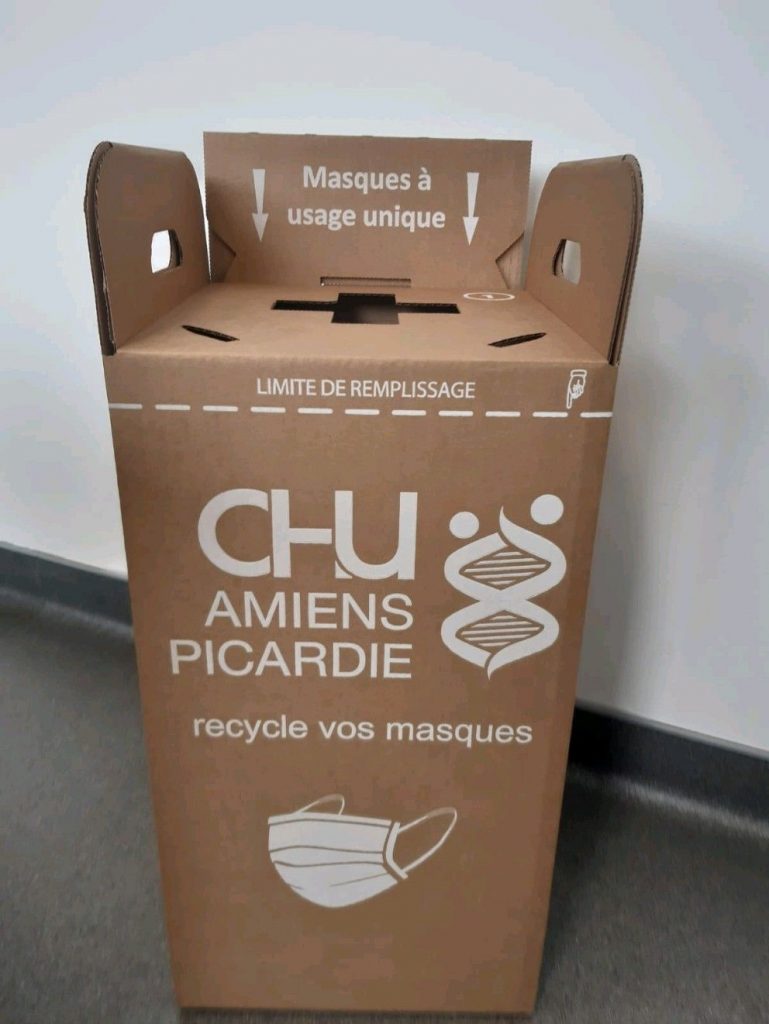 Masques à
usage unique
LIMITE DE REMPLISSAGE
CHU
AMIENS
PICARDIE
recycle vos masques